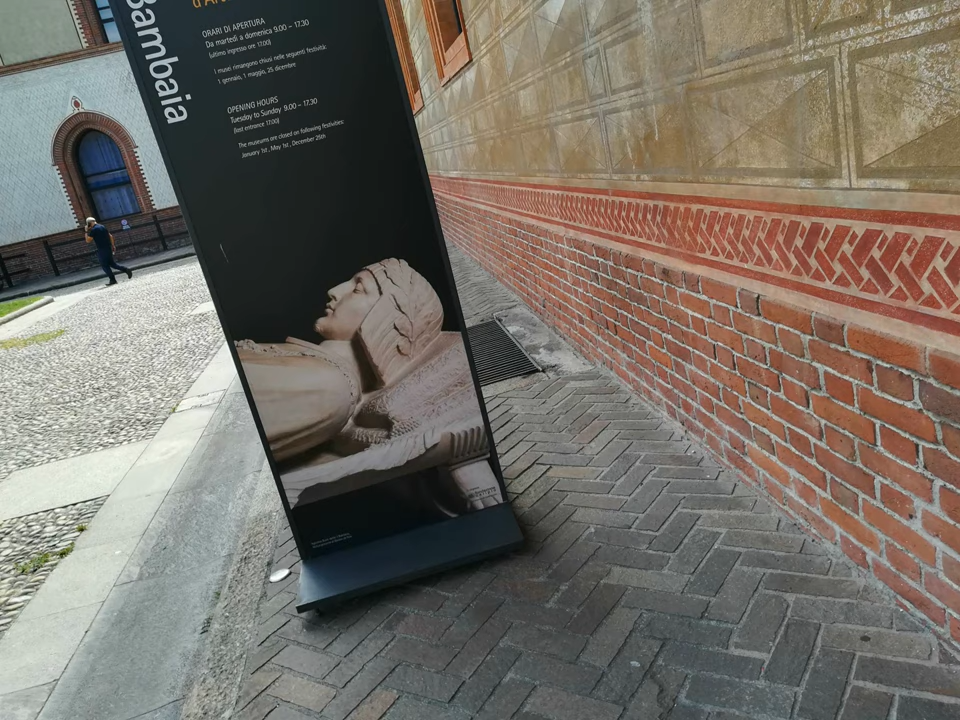 Bambaia
ORARI DI APERTURA
Da martedì a domenica 9.00 – 17.30
(ultimo ingresso ore 17.00)
I musei rimangono chiusi nelle seguenti festività:
1 gennaio, 1 maggio, 25 dicembre
OPENING HOURS
Tuesday to Sunday 9.00 – 17.30
(last entrance 17.00)
The museums are closed on following festivities:
January 1st, May 1st, December 25th